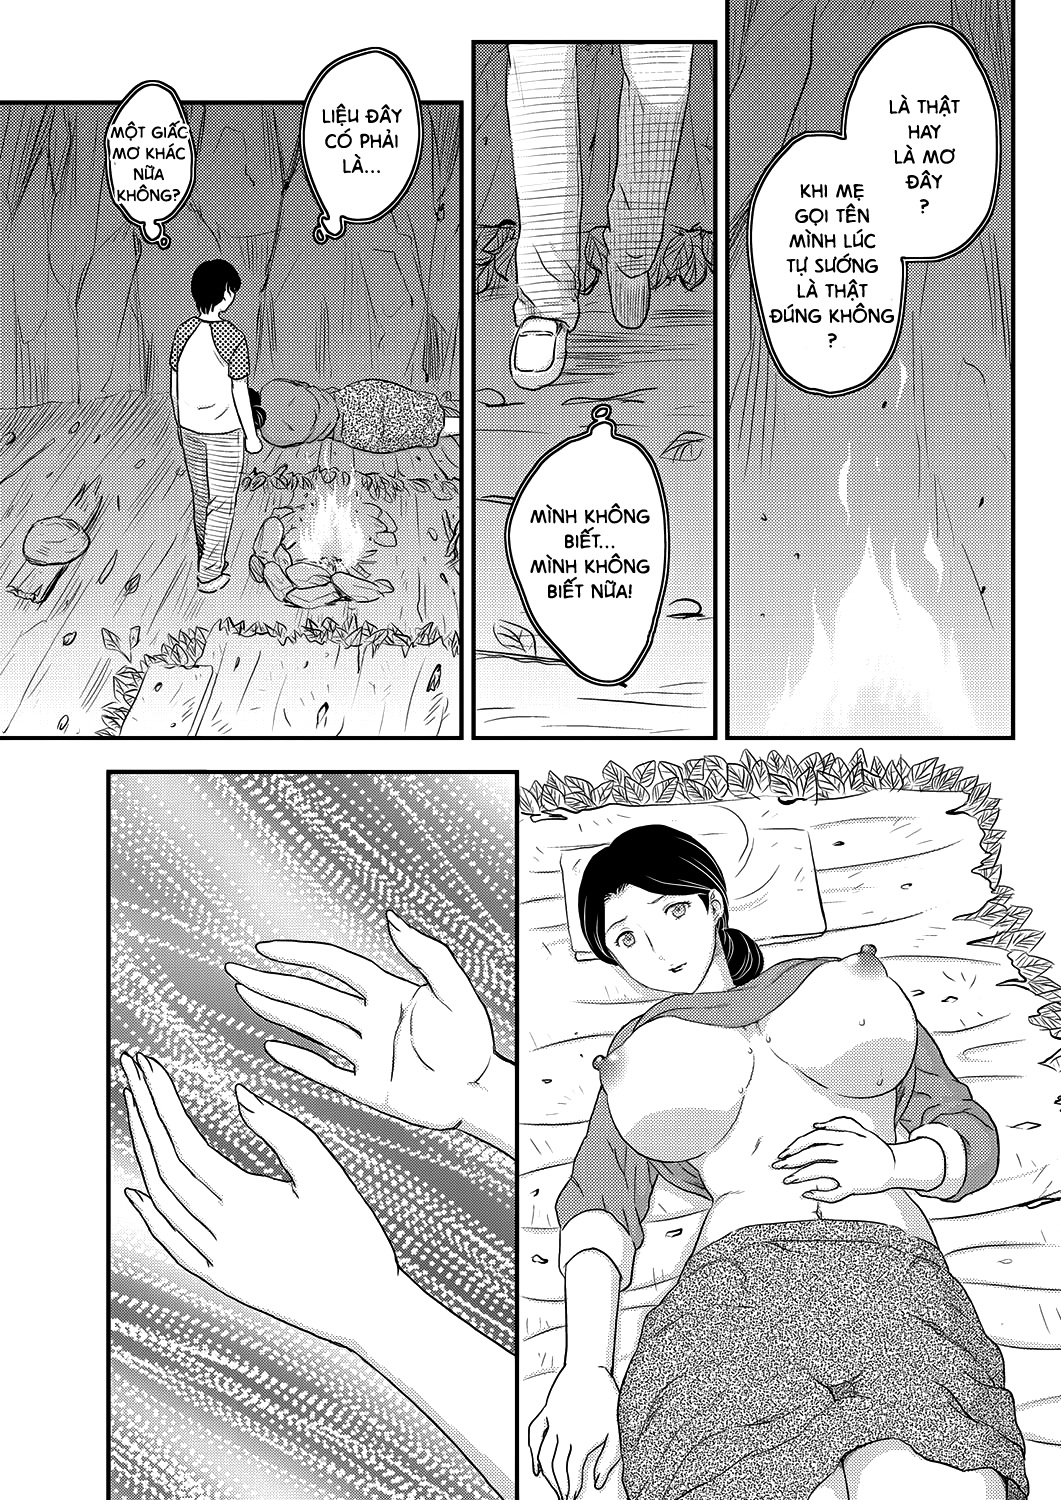 LÀ THẬT
HAY
LÀ MƠ
ĐÂY
?
KHI MẸ
GỌI TÊN
MÌNH LÚC
TỰ SƯỚNG
LÀ THẬT
ĐÚNG KHÔNG
?
MÌNH KHÔNG
BIẾT...
MÌNH KHÔNG
BIẾT NỮA!
LIỆU ĐÂY
CÓ PHẢI
LÀ...
MỘT GIẤC
MƠ KHÁC
NỮA
KHÔNG?